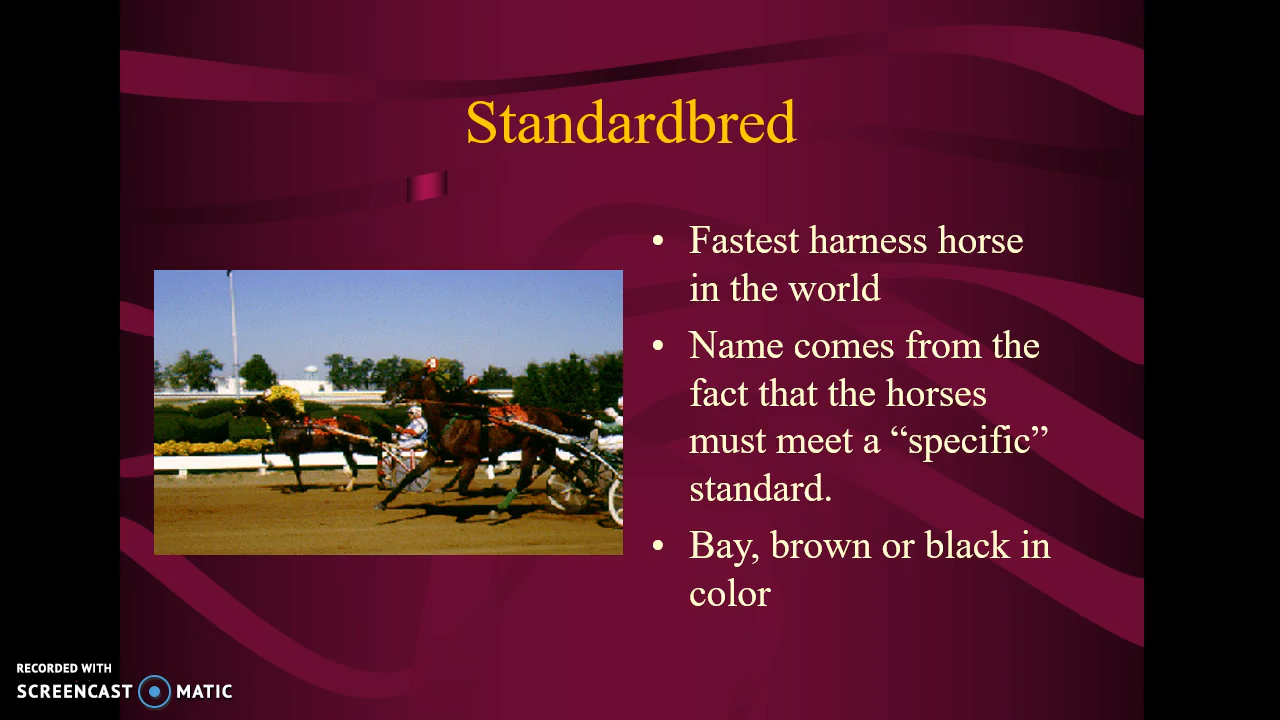 Standardbred
• Fastest harness horse
in the world
• Name comes from the
fact that the horses
must meet a “specific”
standard.
• Bay, brown or black in
color
RECORDED WITH
SCREENCAST MATIC